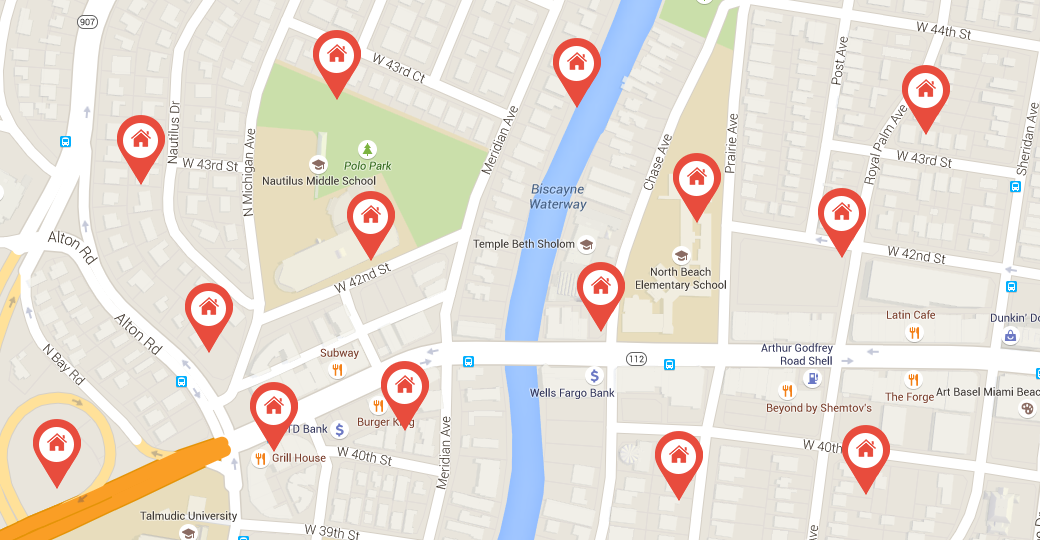 907
W 44th St
W 43rd Ct
Post Ave
Nautilus Dr
Meridian Ave
Prairie Ave
Royal Palm Ave
Sheridan Ave
N Michigan Ave
W 43rd St
Polo Park
Nautilus Middle School
Chase Ave
W 43rd St
Biscayne
Waterway
Alton Rd
Temple Beth Sholom
W 42nd St
W 42nd St
North Beach
Elementary School
Alton Rd
Latin Cafe
Dunkin' Do
N Bay Rd
Subway
112
Arthur Godfrey
Road Shell
Wells Fargo Bank
The Forge
Art Basel Miami Beac
Beyond by Shemtov's
Burger King
TD Bank
Grill House
W 40th St
Meridian Ave
W 40th
Talmudic University
W 39th St
ve